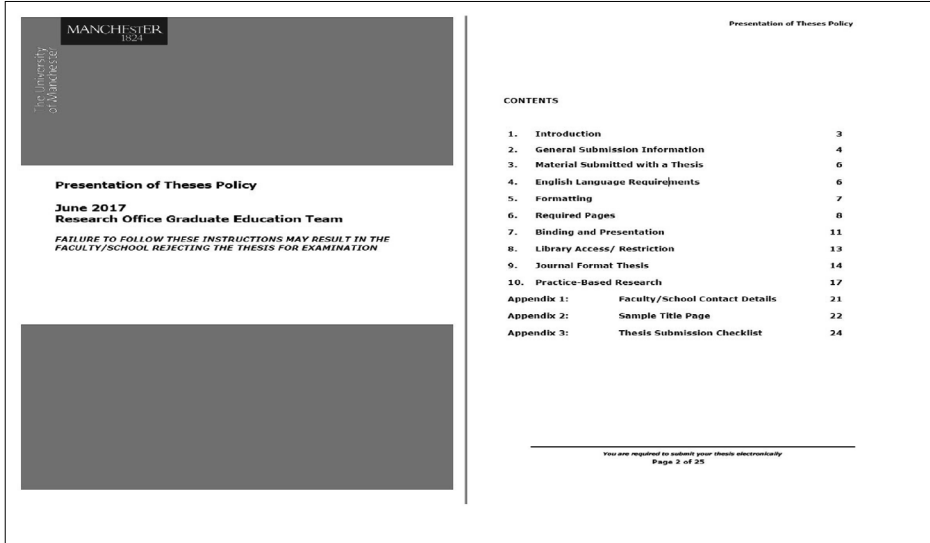 MANCHESTER
1824
The University
of Manchester
Presentation of Theses Policy
June 2017
Research Office Graduate Education Team
FAILURE TO FOLLOW THESE INSTRUCTIONS MAY RESULT IN THE
FACULTY/SCHOOL REJECTING THE THESIS FOR EXAMINATION
Presentation of Theses Policy
CONTENTS
1. Introduction 3
2. General Submission Information 4
3. Material Submitted with a Thesis 6
4. English Language Requirements 6
5. Formatting 7
6. Required Pages 8
7. Binding and Presentation 11
8. Library Access/ Restriction 13
9. Journal Format Thesis 14
10. Practice-Based Research 17
Appendix 1: Faculty/School Contact Details 21
Appendix 2: Sample Title Page 22
Appendix 3: Thesis Submission Checklist 24
You are required to submit your thesis electronically
Page 2 of 25